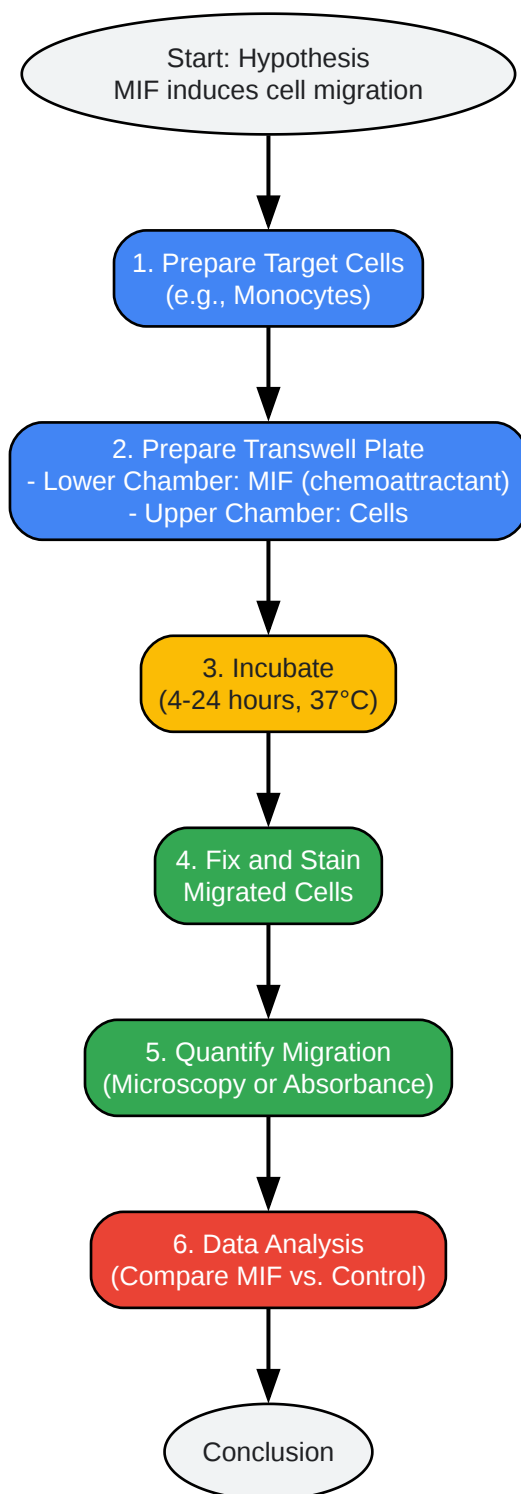 Start: Hypothesis
MIF induces cell migration
1. Prepare Target Cells
(e.g., Monocytes)
2. Prepare Transwell Plate
- Lower Chamber: MIF (chemoattractant)
- Upper Chamber: Cells
3. Incubate
(4-24 hours, 37°C)
4. Fix and Stain
Migrated Cells
5. Quantify Migration
(Microscopy or Absorbance)
6. Data Analysis
(Compare MIF vs. Control)
Conclusion